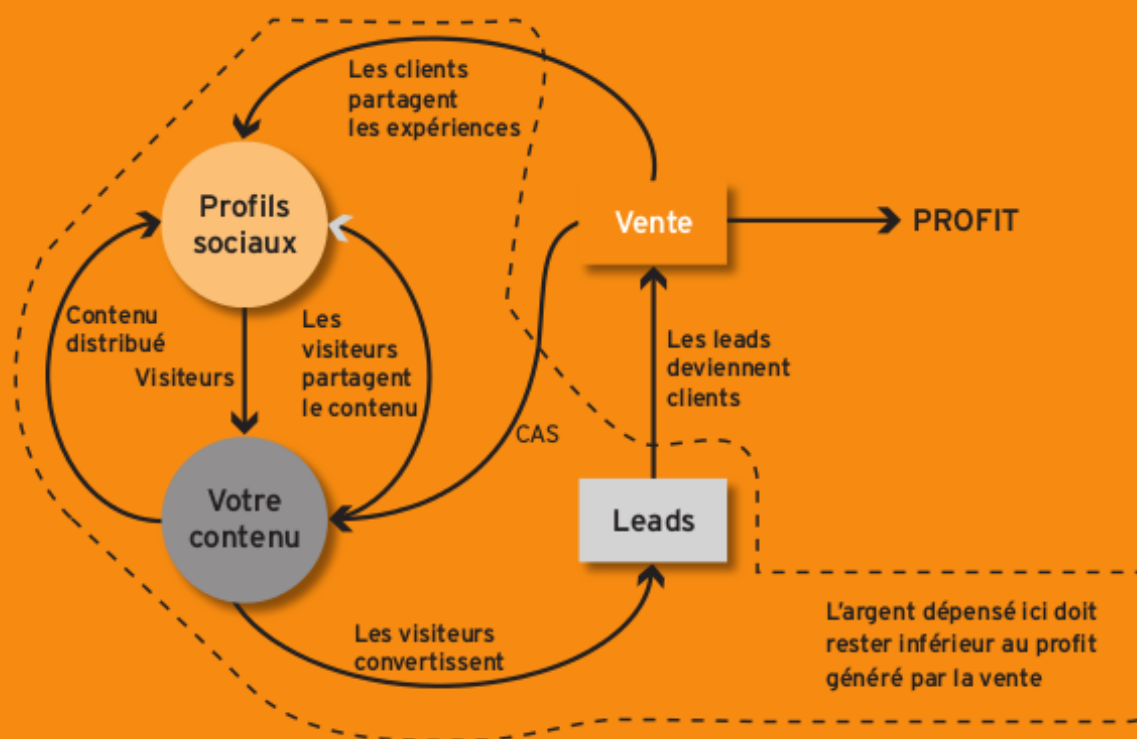 Les clients
partagent
les expériences
Profils
sociaux
Vente
PROFIT
Contenu
distribué
Visiteurs
Les
visiteurs
partagent
le contenu
Les leads
deviennent
clients
CAS
Votre
contenu
Leads
Les visiteurs
convertissent
L'argent dépensé ici doit
rester inférieur au profit
généré par la vente